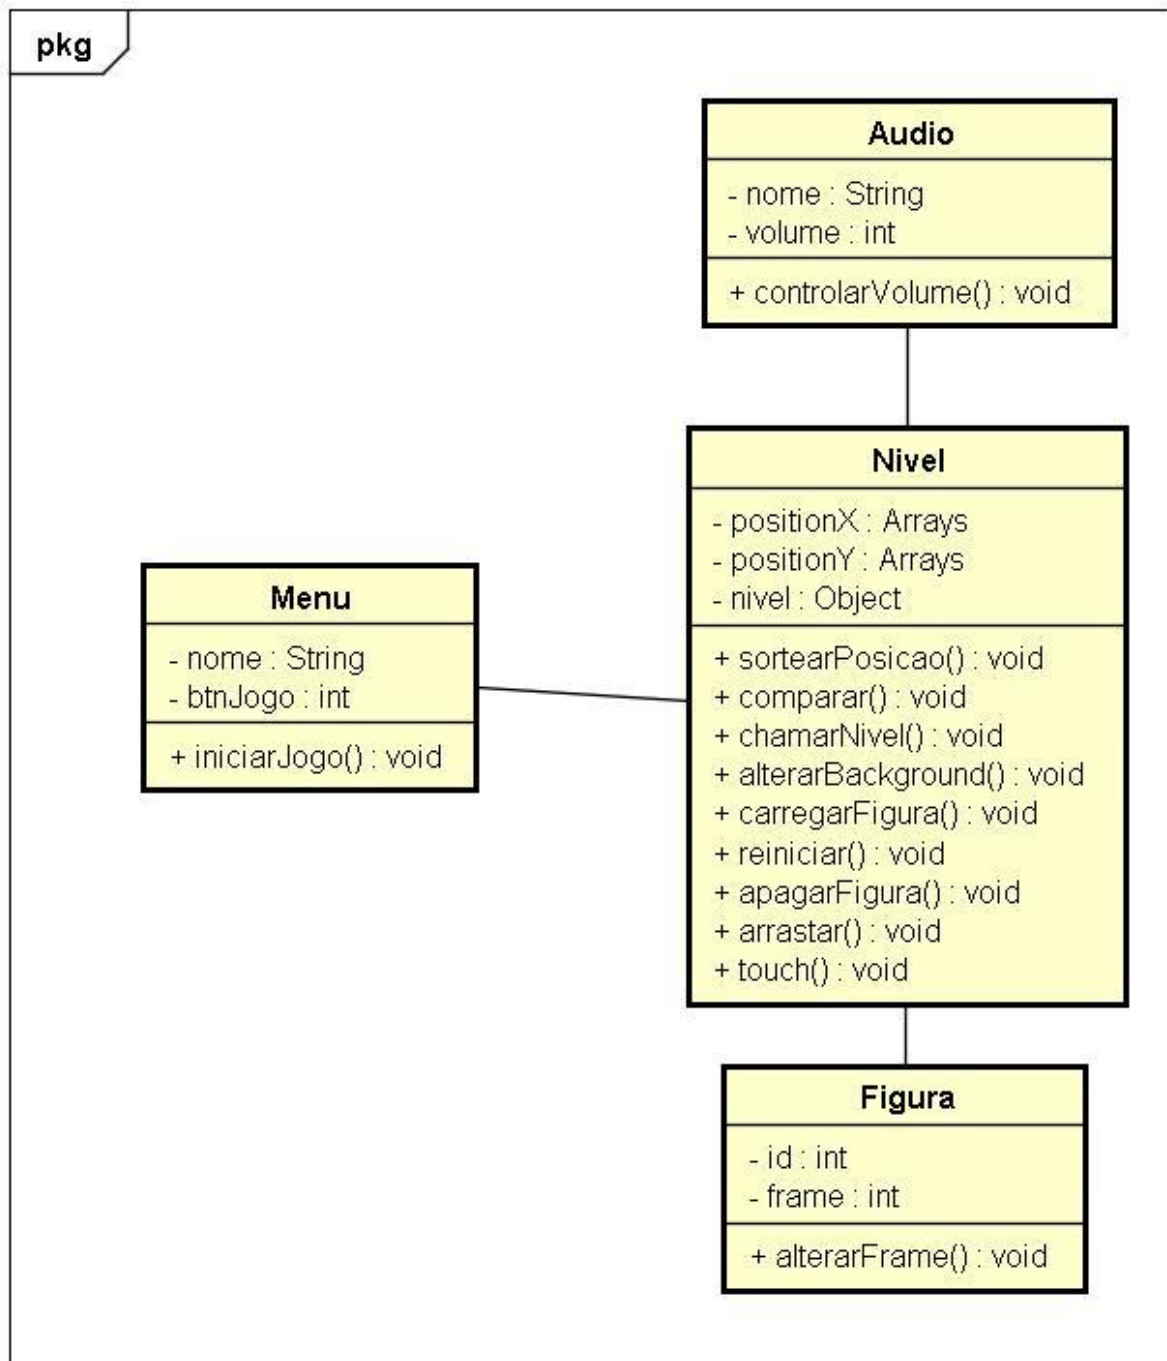 pkg
Audio
- nome : String
- volume : int
+ controlarVolume() : void
Nivel
- positionX : Arrays
- positionY : Arrays
- nivel : Object
+ sortearPosicao() : void
+ comparar() : void
+ chamarNivel() : void
+ alterarBackground() : void
+ carregarFigura() : void
+ reiniciar() : void
+ apagarFigura() : void
+ arrastar() : void
+ touch() : void
Menu
- nome : String
- btnJogo : int
+ iniciarJogo() : void
Figura
- id : int
- frame : int
+ alterarFrame() : void